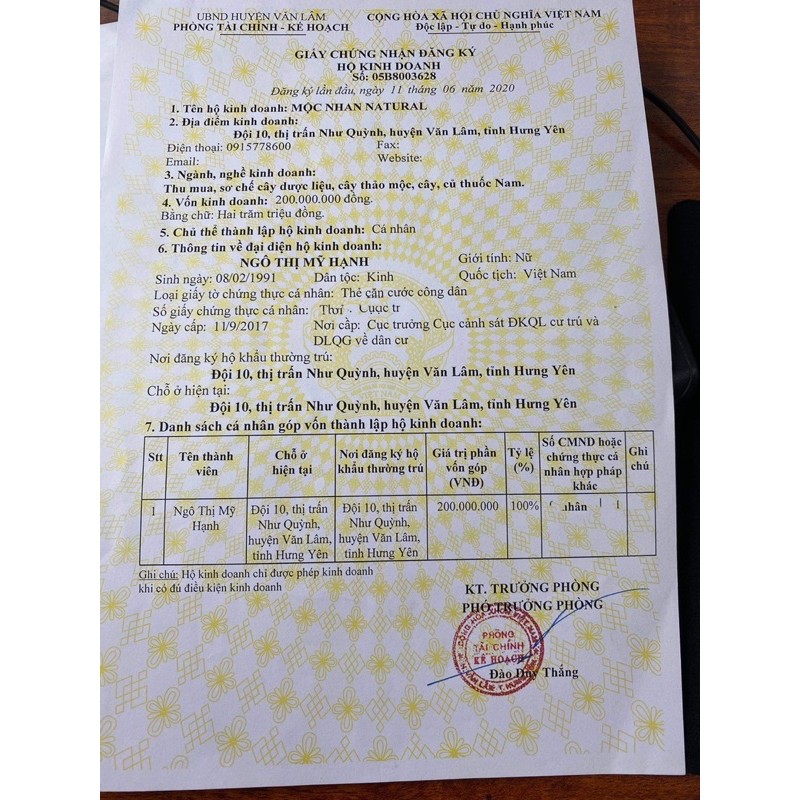 UBND HUYỆN VĂN LÂM
PHÒNG TÀI CHÍNH - KẾ HOẠCH
CỘNG HÒA XÃ HỘI CHỦ NGHĨA VIỆT NAM
Độc lập - Tự do - Hạnh phúc
GIẤY CHỨNG NHẬN ĐĂNG KÝ
HỘ KINH DOANH
Số: 05B8003628
Đăng ký lần đầu, ngày 11 tháng 06 năm 2020
1. Tên hộ kinh doanh: MỘC NHAN NATURAL
2. Địa điểm kinh doanh:
Đội 10, thị trấn Như Quỳnh, huyện Văn Lâm, tỉnh Hưng Yên
Điện thoại: 0915778600 Fax:
Email: Website:
3. Ngành, nghề kinh doanh:
Thu mua, sơ chế cây dược liệu, cây thảo mộc, cây, củ thuốc Nam.
4. Vốn kinh doanh: 200.000.000 đồng.
Bằng chữ: Hai trăm triệu đồng.
5. Chủ thể thành lập hộ kinh doanh: Cá nhân
6. Thông tin về đại diện hộ kinh doanh:
NGÔ THỊ MỸ HẠNH Giới tính: Nữ
Sinh ngày: 08/02/1991 Dân tộc: Kinh Quốc tịch: Việt Nam
Loại giấy tờ chứng thực cá nhân: Thẻ căn cước công dân
Số giấy chứng thực cá nhân:
Ngày cấp: 11/9/2017 Nơi cấp: Cục trưởng Cục cảnh sát ĐKQL cư trú và
DLQG về dân cư
Nơi đăng ký hộ khẩu thường trú:
Đội 10, thị trấn Như Quỳnh, huyện Văn Lâm, tỉnh Hưng Yên
Chỗ ở hiện tại:
Đội 10, thị trấn Như Quỳnh, huyện Văn Lâm, tỉnh Hưng Yên
7. Danh sách cá nhân góp vốn thành lập hộ kinh doanh:
Stt
Tên thành
viên
Chỗ ở
hiện tại
Nơi đăng ký hộ
khẩu thường trú
Giá trị phần
vốn góp
(VNĐ)
Tỷ lệ
(%)
Số CMND hoặc
chứng thực cá
nhân hợp pháp
khác
Ghi
chú
1
Ngô Thị Mỹ
Hạnh
Đội 10, thị trấn
Như Quỳnh,
huyện Văn Lâm,
tỉnh Hưng Yên
Đội 10, thị trấn
Như Quỳnh,
huyện Văn Lâm,
tỉnh Hưng Yên
200.000.000
100%
Ghi chú: Hộ kinh doanh chỉ được phép kinh doanh
khi có đủ điều kiện kinh doanh
KT. TRƯỞNG PHÒNG
PHÓ TRƯỞNG PHÒNG
PHÒNG
TÀI CHÍNH
KẾ HOẠCH
Đào Duy Thắng